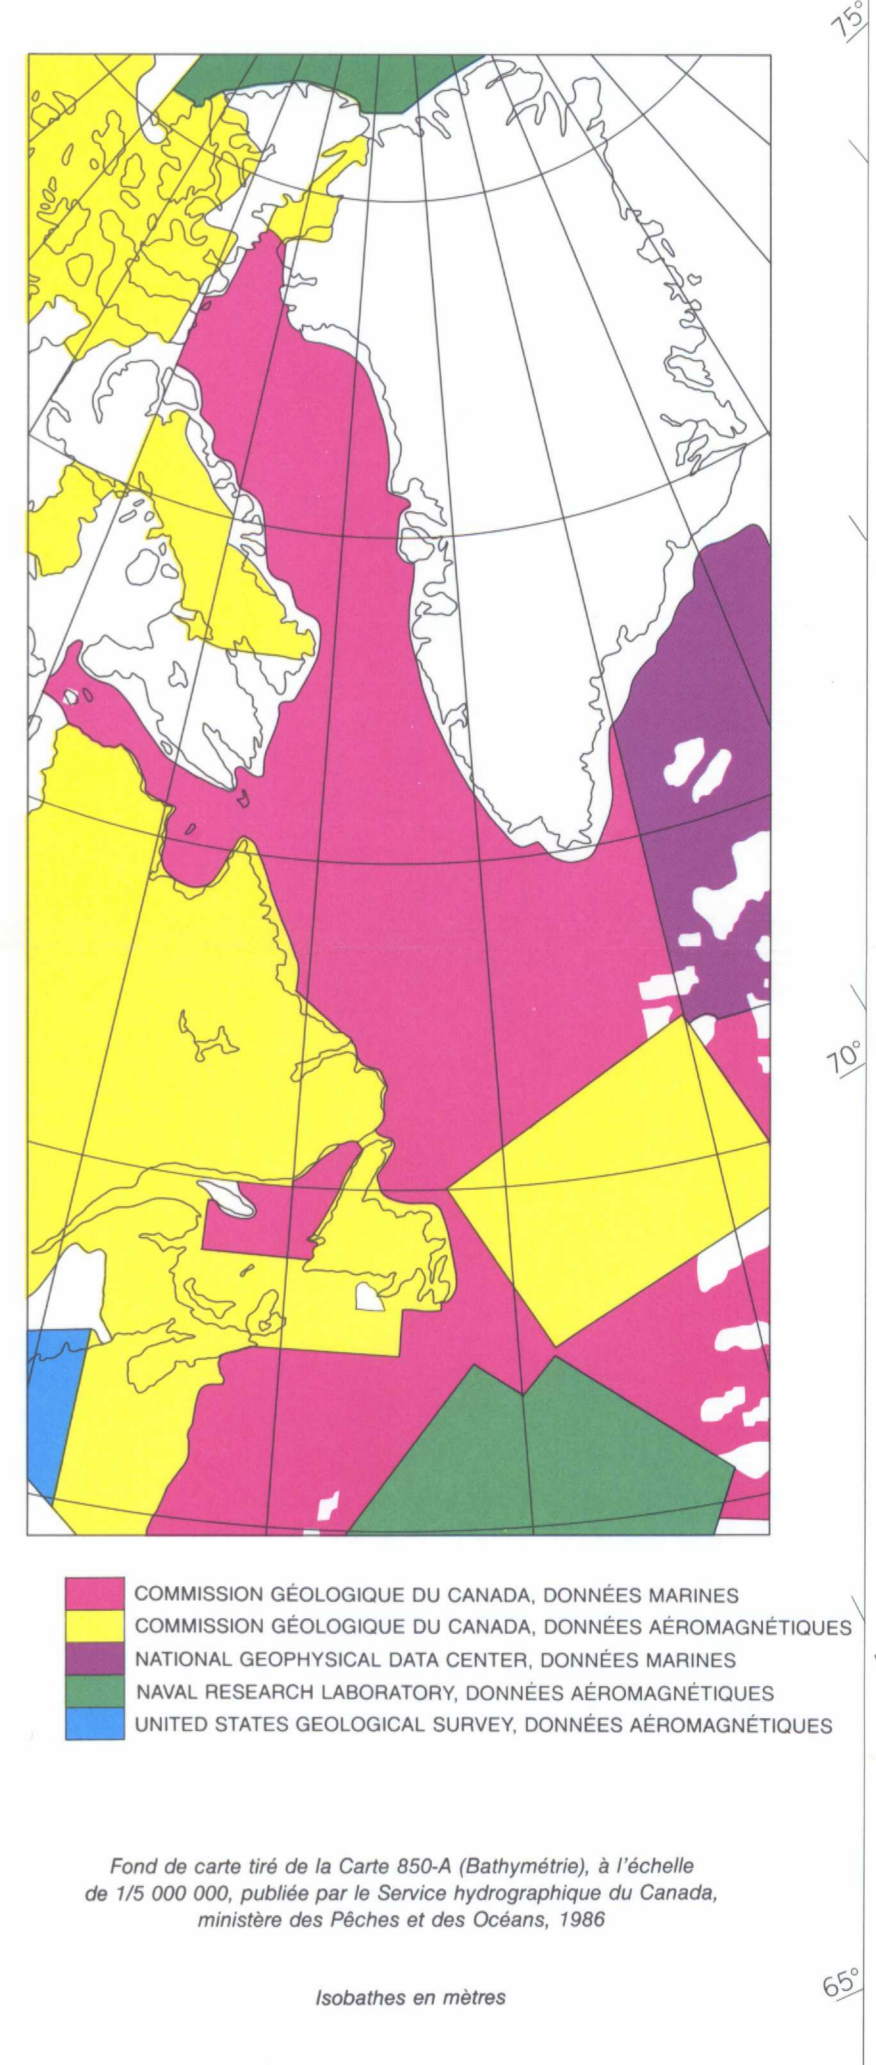 75°
70°
COMMISSION GÉOLOGIQUE DU CANADA, DONNÉES MARINES
COMMISSION GÉOLOGIQUE DU CANADA, DONNÉES AÉROMAGNÉTIQUES
NATIONAL GEOPHYSICAL DATA CENTER, DONNÉES MARINES
NAVAL RESEARCH LABORATORY, DONNÉES AÉROMAGNÉTIQUES
UNITED STATES GEOLOGICAL SURVEY, DONNÉES AÉROMAGNÉTIQUES
Fond de carte tiré de la Carte 850-A (Bathymétrie), à l'échelle
de 1/5 000 000, publiée par le Service hydrographique du Canada,
ministère des Pêches et des Océans, 1986
65°
Isobathes en mètres